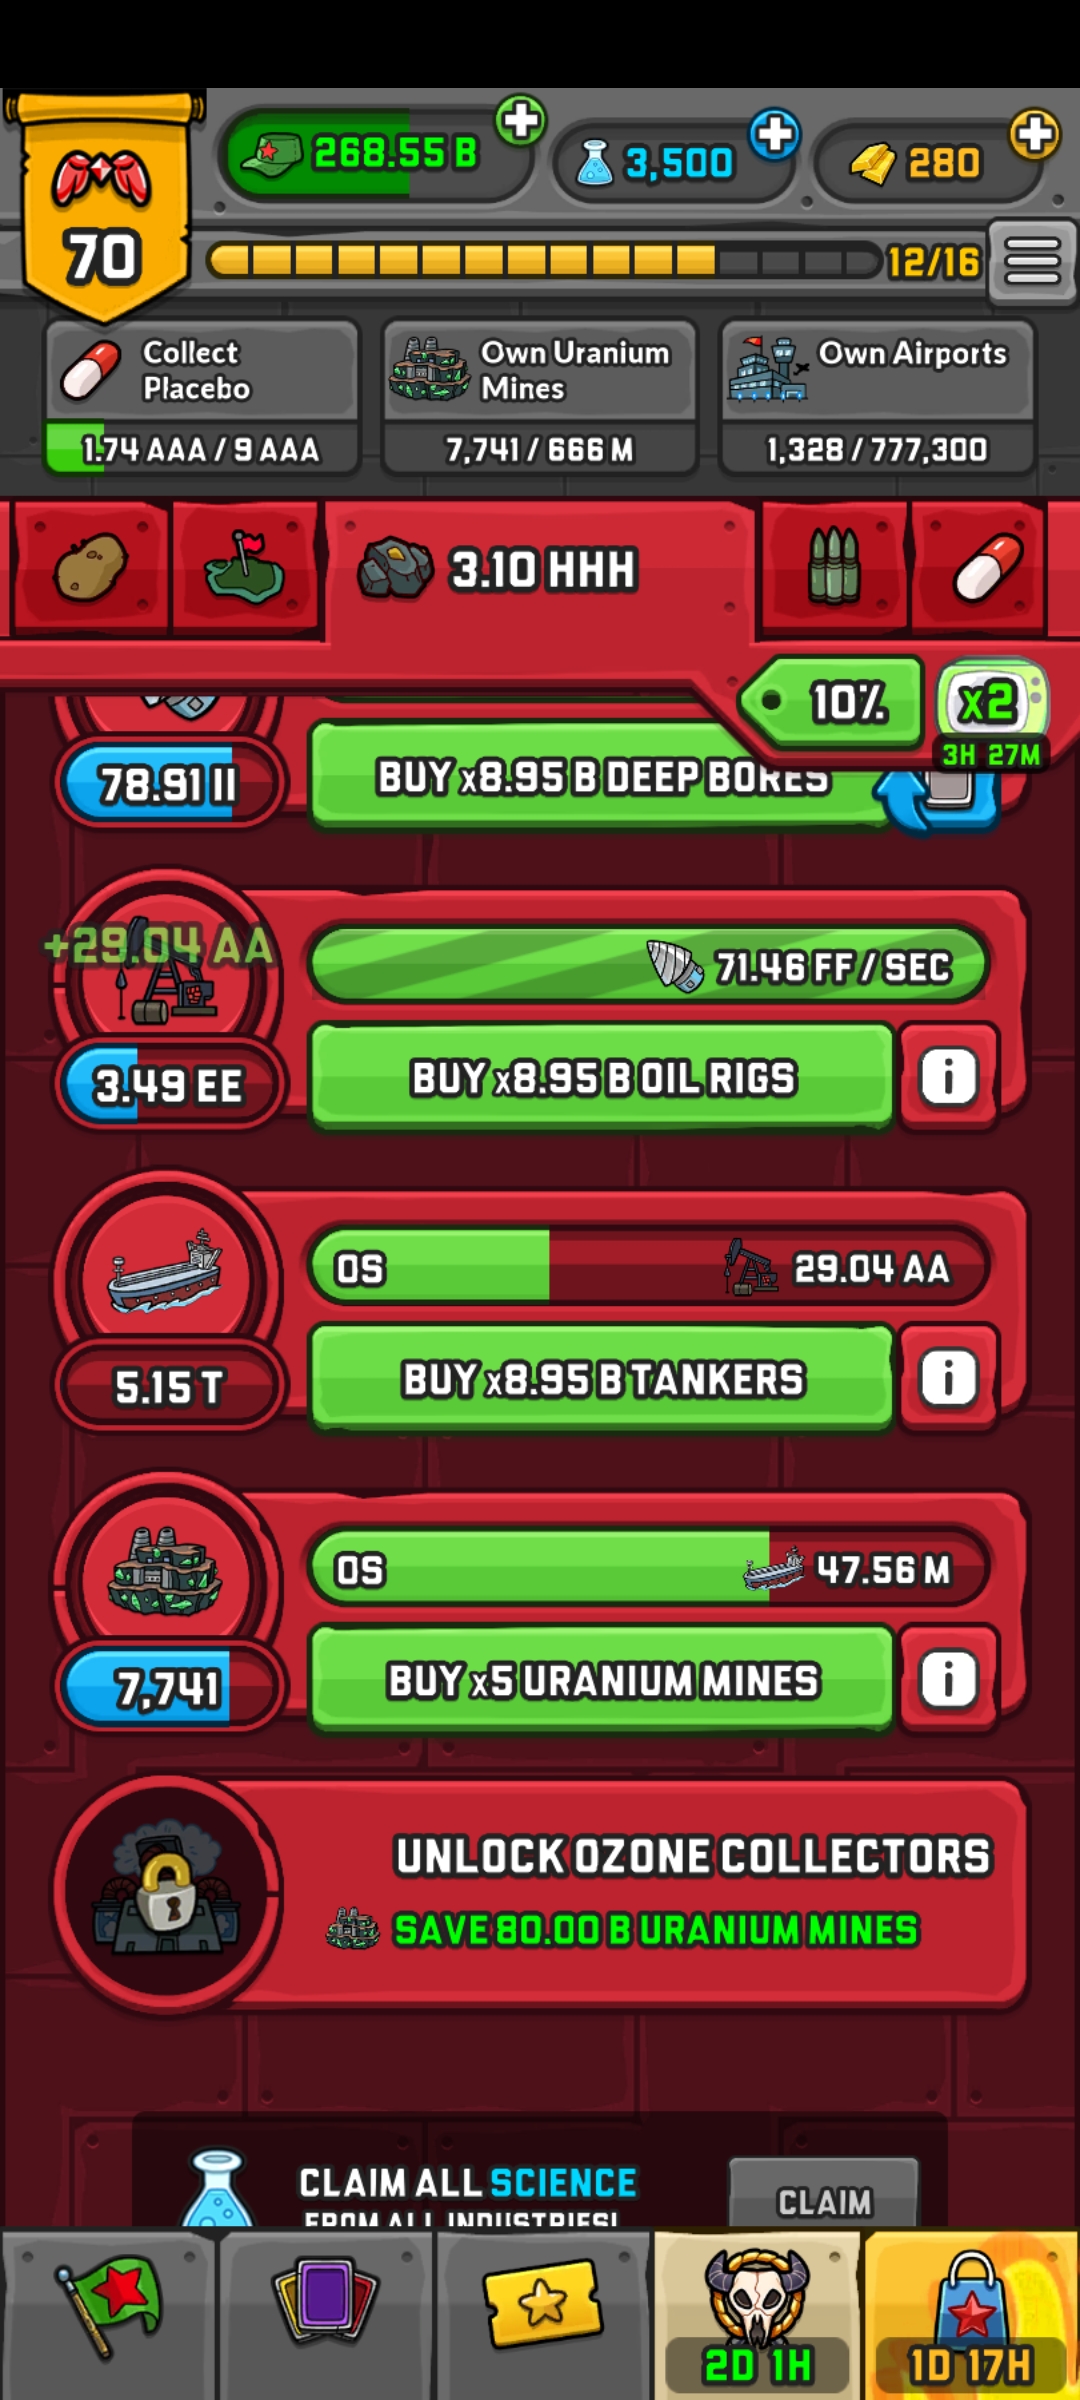 268.55 B
3,500
280
70
12/16
Collect
Placebo
1.74 AAA / 9 AAA
Own Uranium
Mines
7,741 / 666 M
Own Airports
1,328 / 777,300
3.10 HHH
10%
x2
3H 27M
78.91 II
BUY x8.95 B DEEP BORES
+29.04 AA
71.46 FF / SEC
3.49 EE
BUY x8.95 B OIL RIGS
i
0S
29.04 AA
5.15 T
BUY x8.95 B TANKERS
i
0S
47.56 M
7,741
BUY x5 URANIUM MINES
i
UNLOCK OZONE COLLECTORS
SAVE 80.00 B URANIUM MINES
CLAIM ALL SCIENCE
FROM ALL INDUSTRIES!
CLAIM
2D 1H
1D 17H